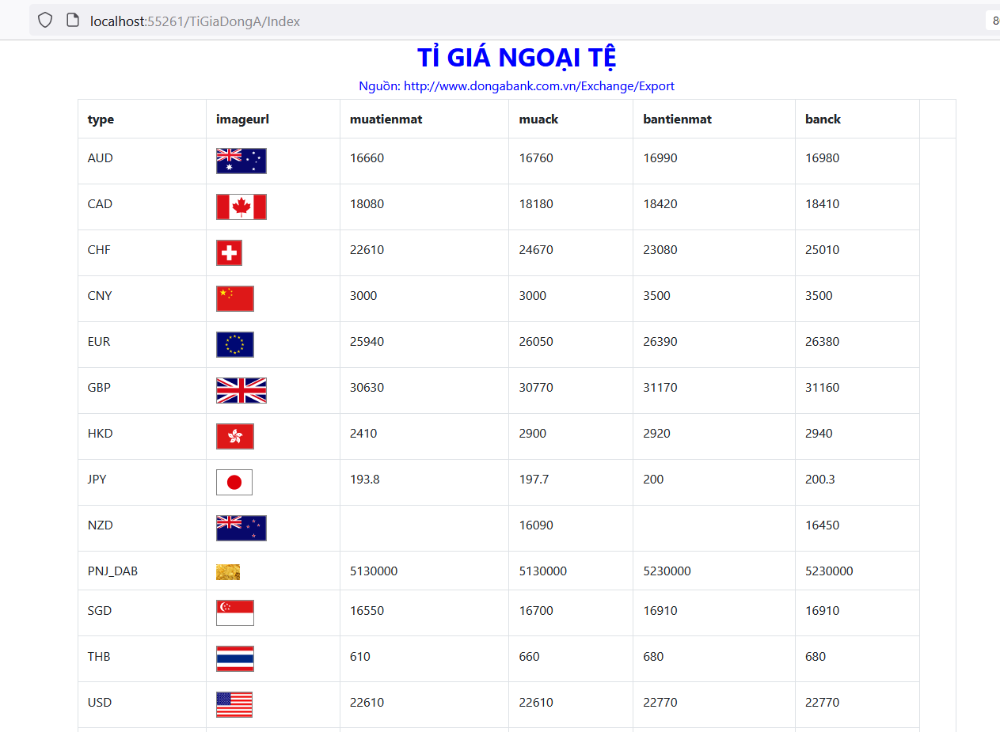 localhost:55261/TiGiaDongA/Index 8
TỈ GIÁ NGOẠI TỆ
Nguồn: http://www.dongabank.com.vn/Exchange/Export
type imageurl muatienmat muack bantienmat banck
AUD 16660 16760 16990 16980
CAD 18080 18180 18420 18410
CHF 22610 24670 23080 25010
CNY 3000 3000 3500 3500
EUR 25940 26050 26390 26380
GBP 30630 30770 31170 31160
HKD 2410 2900 2920 2940
JPY 193.8 197.7 200 200.3
NZD 16090 16450
PNJ_DAB 5130000 5130000 5230000 5230000
SGD 16550 16700 16910 16910
THB 610 660 680 680
USD 22610 22610 22770 22770